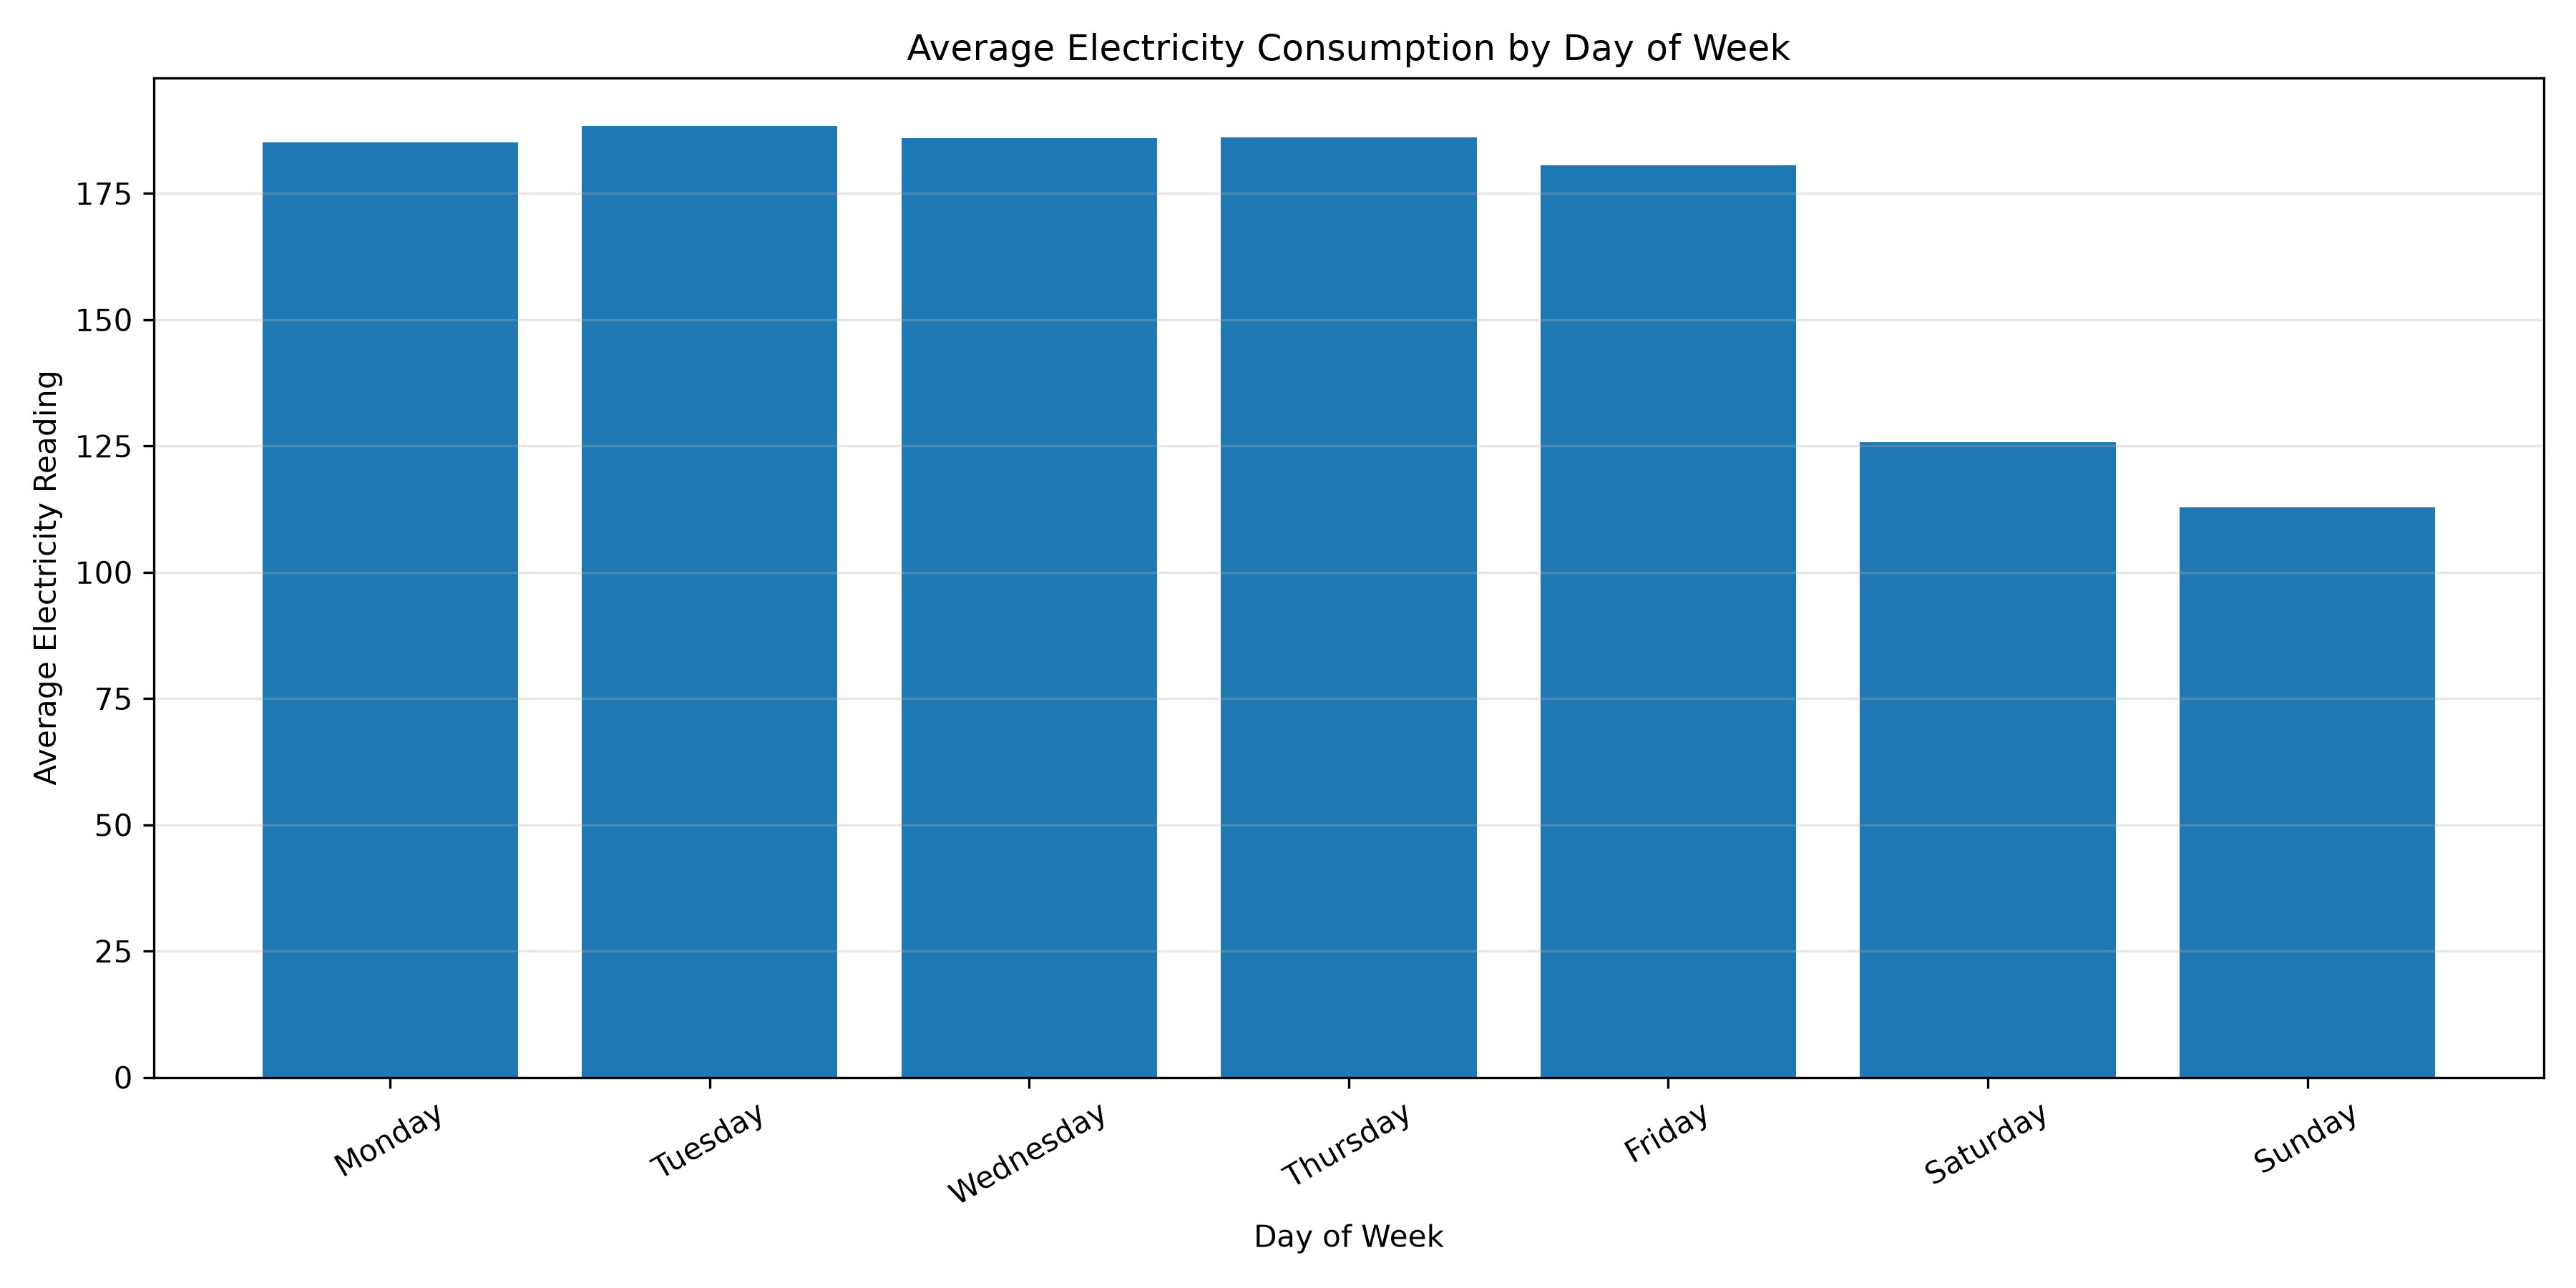 Average Electricity Consumption by Day of Week
Average Electricity Reading
175
150
125
100
75
50
25
0
Monday
Tuesday
Wednesday
Thursday
Friday
Saturday
Sunday
Day of Week